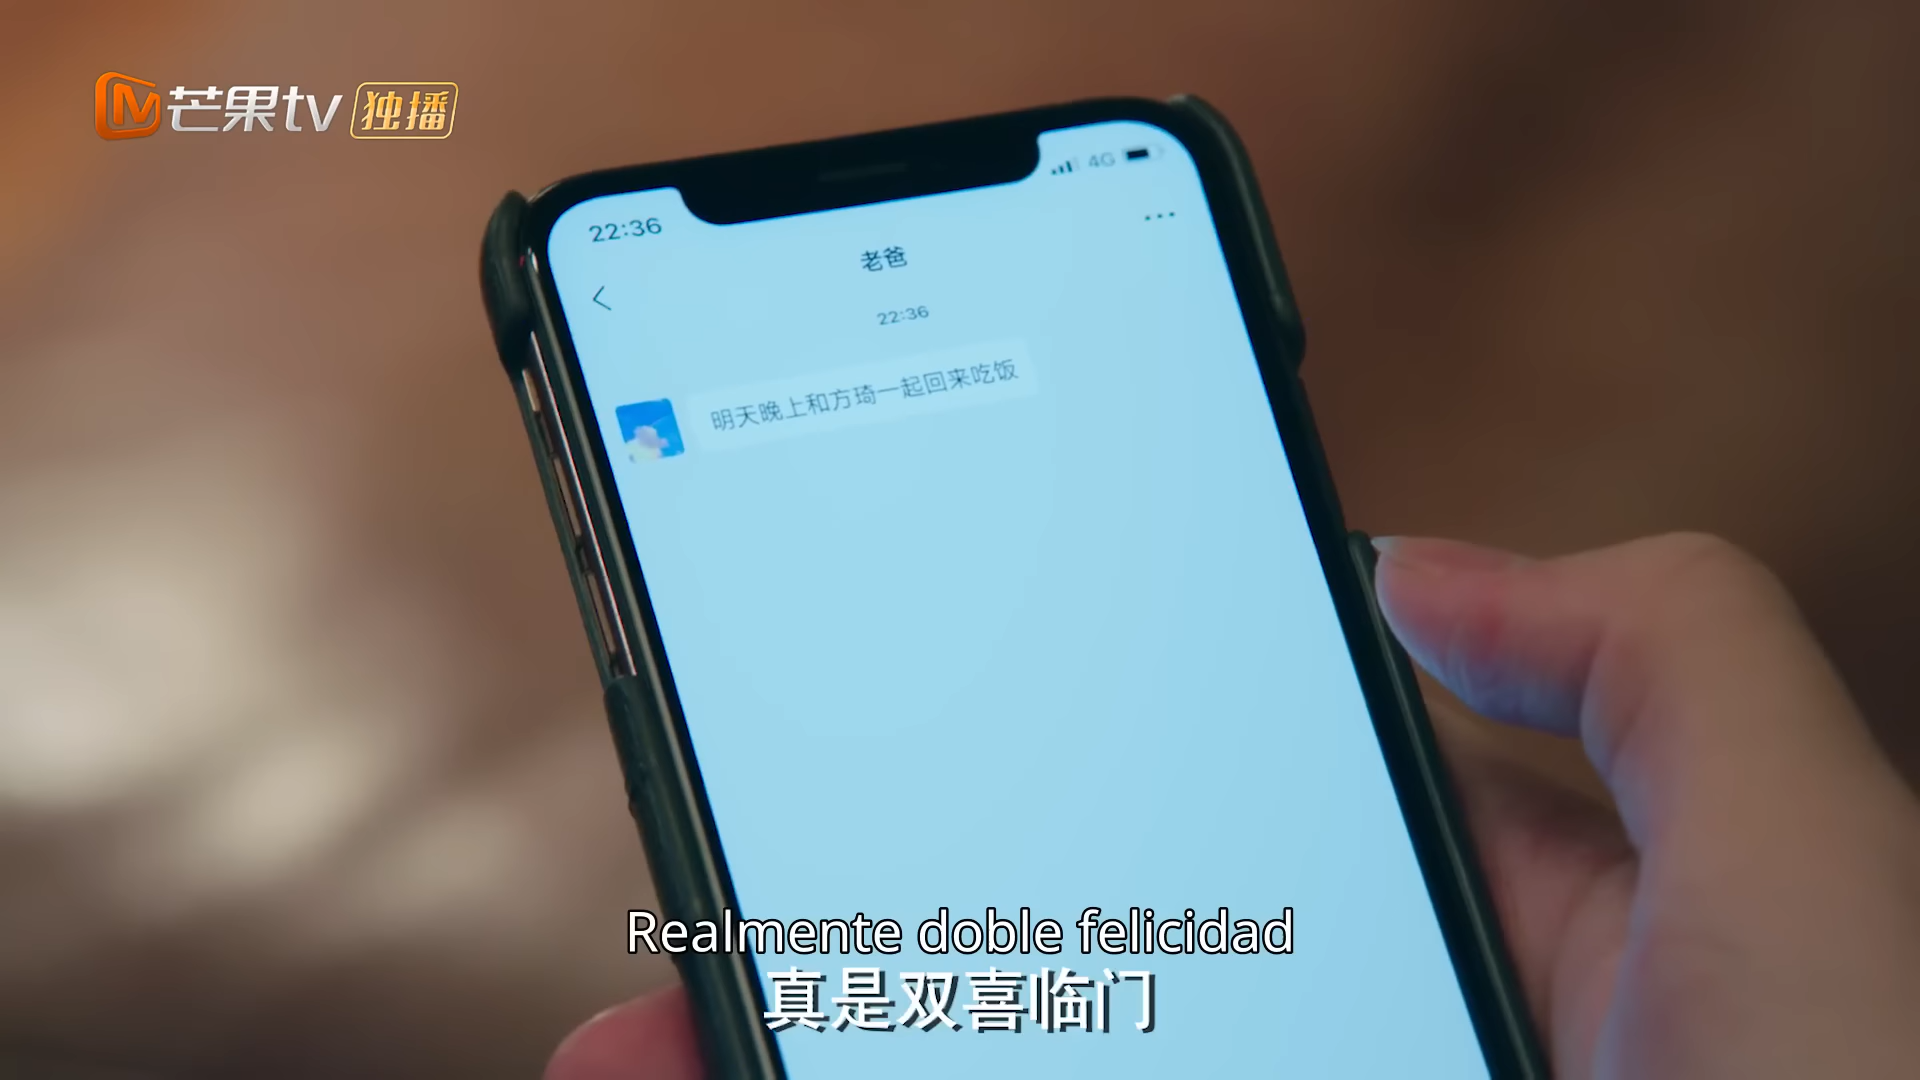 芒果tv 独播
22:36
4G
老爸
22:36
明天晚上和方琦一起回来吃饭
Realmente doble felicidad
真是双喜临门